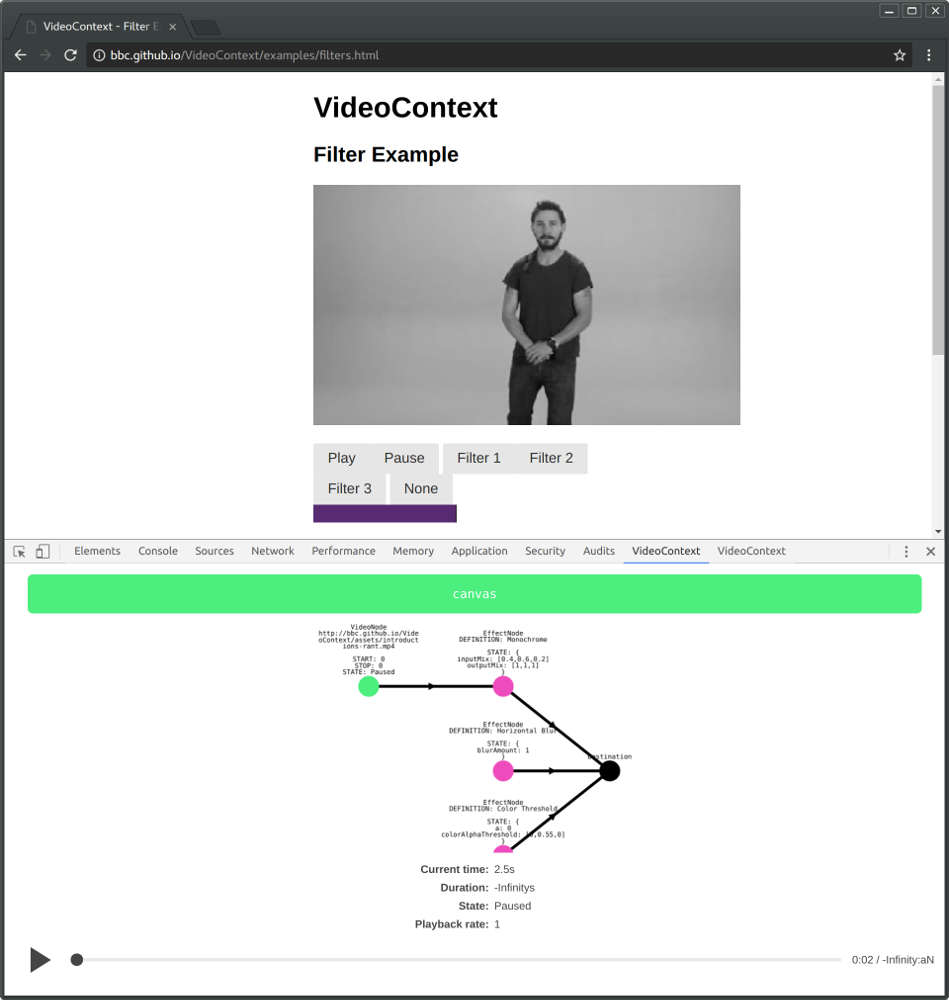 VideoContext - Filter E
bbc.github.io/VideoContext/examples/filters.html
VideoContext
Filter Example
Play Pause Filter 1 Filter 2
Filter 3 None
Elements Console Sources Network Performance Memory Application Security Audits VideoContext VideoContext
canvas
VideoNode
http://bbc.github.io/Vide
oContext/assets/introduct
ions-rant.mp4
START: 0
STOP: 0
STATE: Paused
EffectNode
DEFINITION: Monochrome
STATE: {
inputMix: [0.4,0.6,0.2]
outputMix: [1,1,1]
}
EffectNode
DEFINITION: Horizontal Blur
STATE: {
blurAmount: 1
}
Destination
EffectNode
DEFINITION: Color Threshold
STATE: {
a: 0
colorAlphaThreshold: [0,0.55,0]
}
Current time: 2.5s
Duration: -Infinitys
State: Paused
Playback rate: 1
0:02 / -Infinity:aN